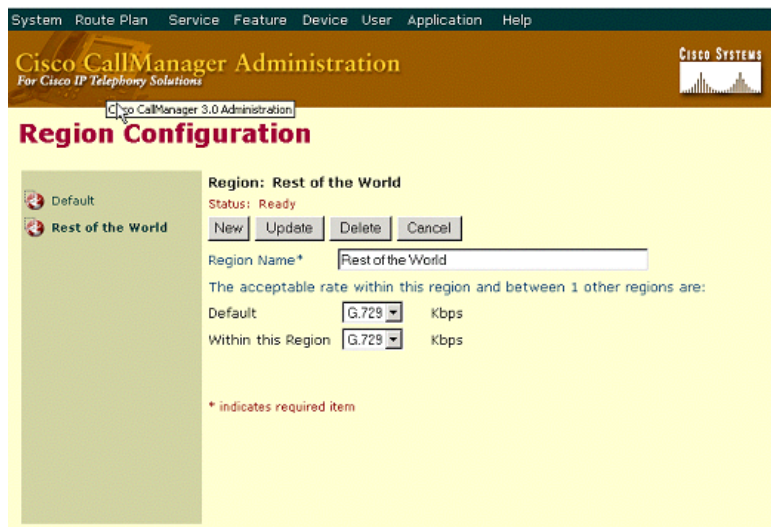 System Route Plan Service Feature Device User Application Help
Cisco CallManager Administration
For Cisco IP Telephony Solutions
CISCO SYSTEMS
Cisco CallManager 3.0 Administration
Region Configuration
Default
Rest of the World
Region: Rest of the World
Status: Ready
New Update Delete Cancel
Region Name* Rest of the World
The acceptable rate within this region and between 1 other regions are:
Default G.729 Kbps
Within this Region G.729 Kbps
* indicates required item